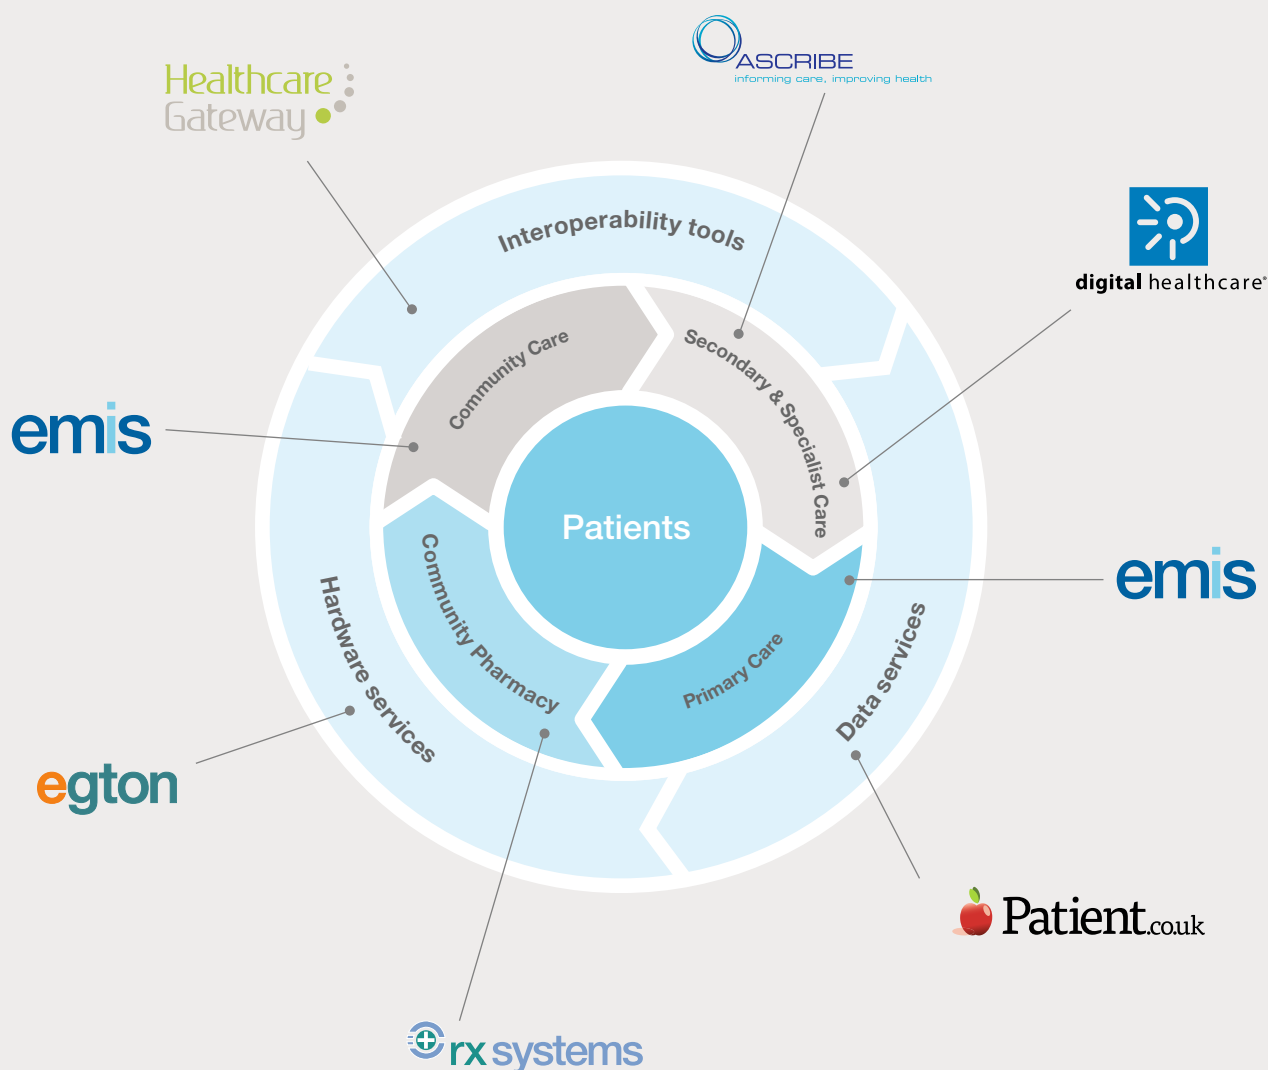 ASCRIBE
informing care, improving health
Healthcare
Gateway
digital healthcare®
Interoperability tools
Community Care
Secondary & Specialist Care
emis
Patients
emis
Community Pharmacy
Primary Care
Hardware services
Data services
egton
Patient.co.uk
rx systems